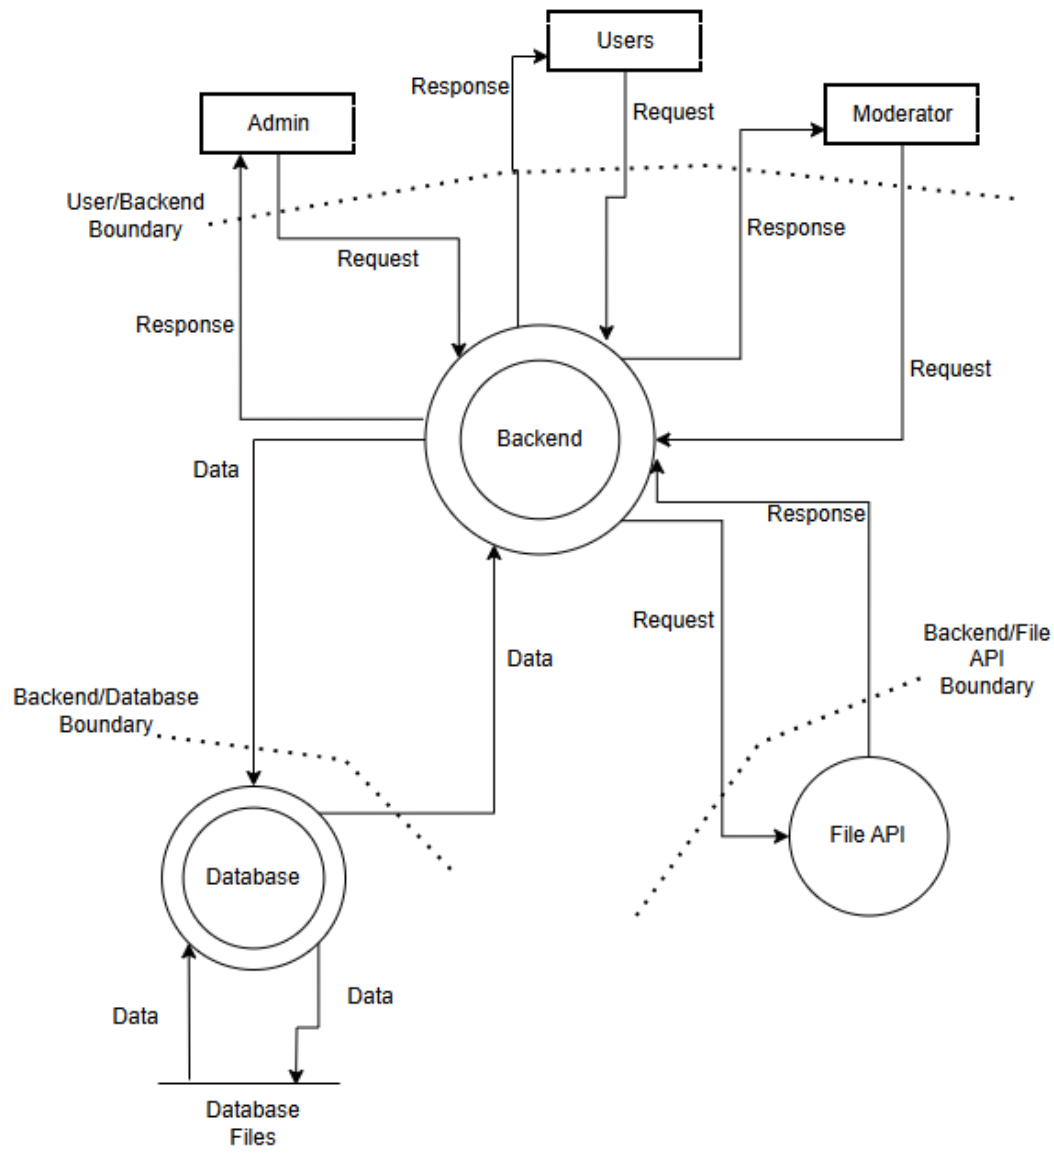 Users
Response
Request
Admin
Moderator
User/Backend
Boundary
Response
Request
Response
Request
Backend
Data
Response
Request
Backend/File
API
Boundary
Data
Backend/Database
Boundary
File API
Database
Data
Data
Database
Files